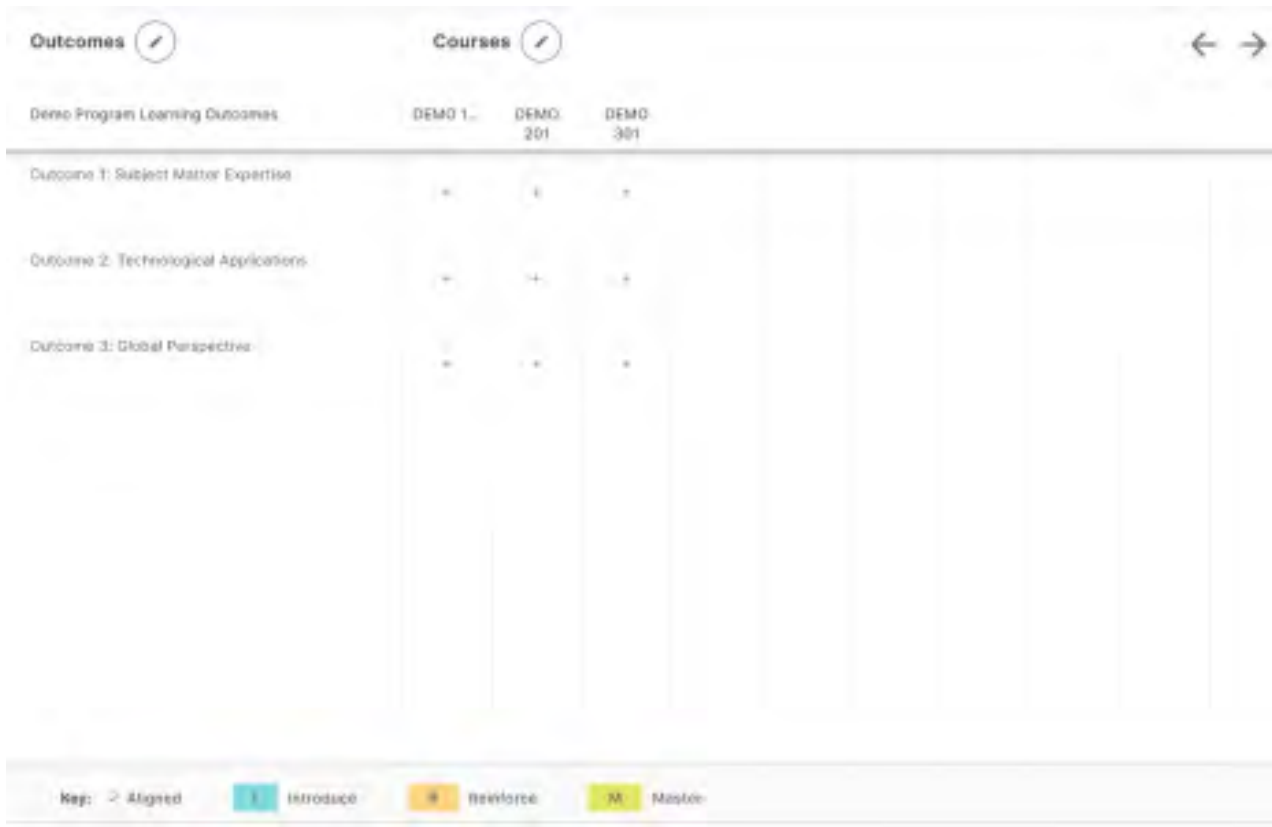 Outcomes Courses
Demo Program Learning Outcomes DEMO 1... DEMO 201 DEMO 301
Outcome 1: Subject Matter Expertise
+ + +
Outcome 2: Technological Applications
+ + +
Outcome 3: Global Perspective
+ + +
Key: Aligned I Introduce R Reinforce M Master